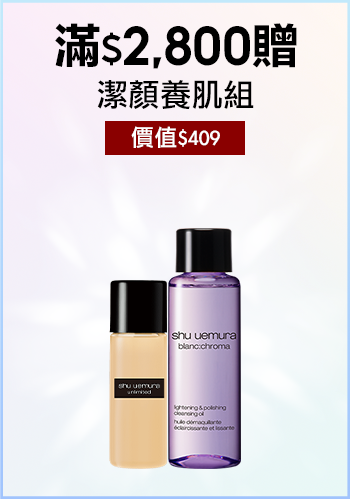 滿$2,800贈
潔顏養肌組
價值$409
shu uemura
blanc:chroma
shu uemura
unlimited
lightening & polishing
cleansing oil
huile démaquillante
éclaircissante et lissante